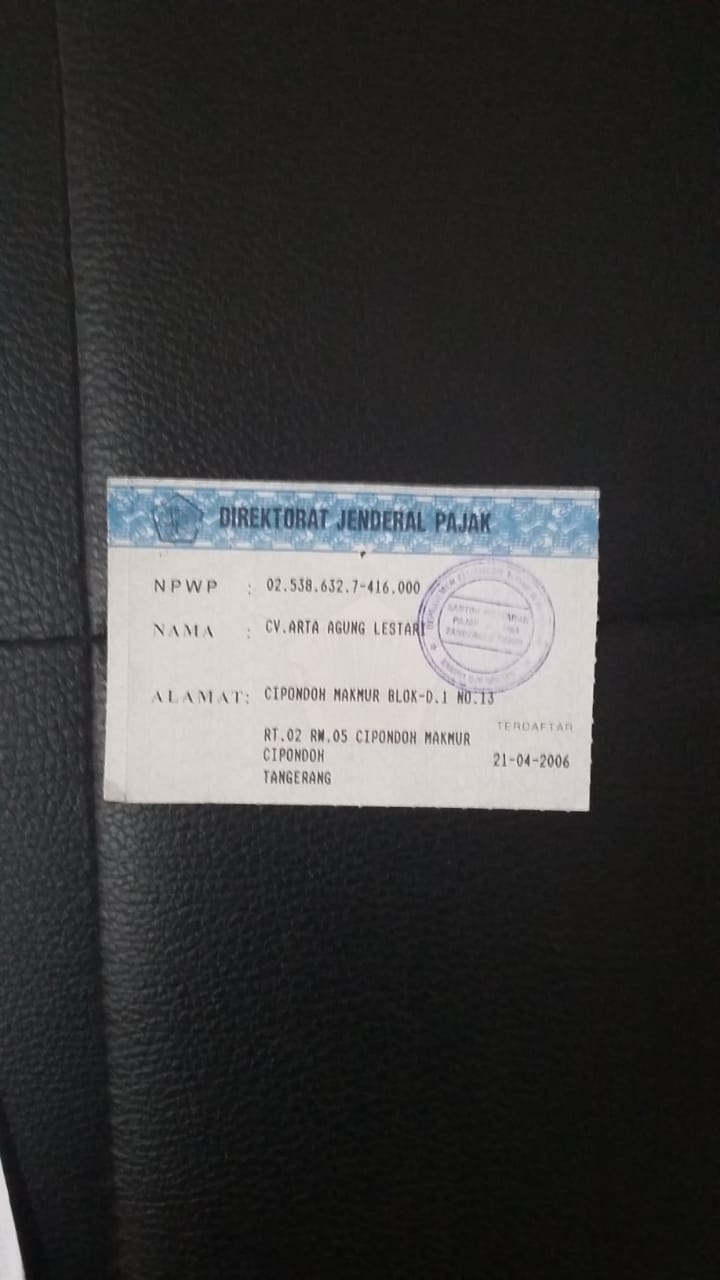 DIREKTORAT JENDERAL PAJAK
NPWP : 02.538.632.7-416.000
NAMA : CV.ARTA AGUNG LESTARI
ALAMAT: CIPONDOH MAKMUR BLOK-D.1 NO.13
RT.02 RW.05 CIPONDOH MAKMUR
CIPONDOH
TANGERANG
TERDAFTAR
21-04-2006